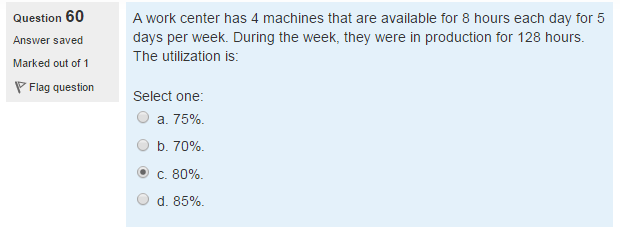 Question 60
Answer saved
Marked out of 1
Flag question
A work center has 4 machines that are available for 8 hours each day for 5
days per week. During the week, they were in production for 128 hours.
The utilization is:
Select one:
a. 75%.
b. 70%.
c. 80%.
d. 85%.